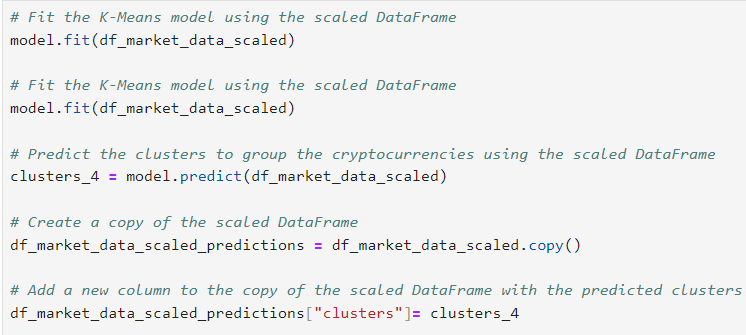 # Fit the K-Means model using the scaled DataFrame
model.fit(df_market_data_scaled)
# Fit the K-Means model using the scaled DataFrame
model.fit(df_market_data_scaled)
# Predict the clusters to group the cryptocurrencies using the scaled DataFrame
clusters_4 = model.predict(df_market_data_scaled)
# Create a copy of the scaled DataFrame
df_market_data_scaled_predictions = df_market_data_scaled.copy()
# Add a new column to the copy of the scaled DataFrame with the predicted clusters
df_market_data_scaled_predictions["clusters"]= clusters_4